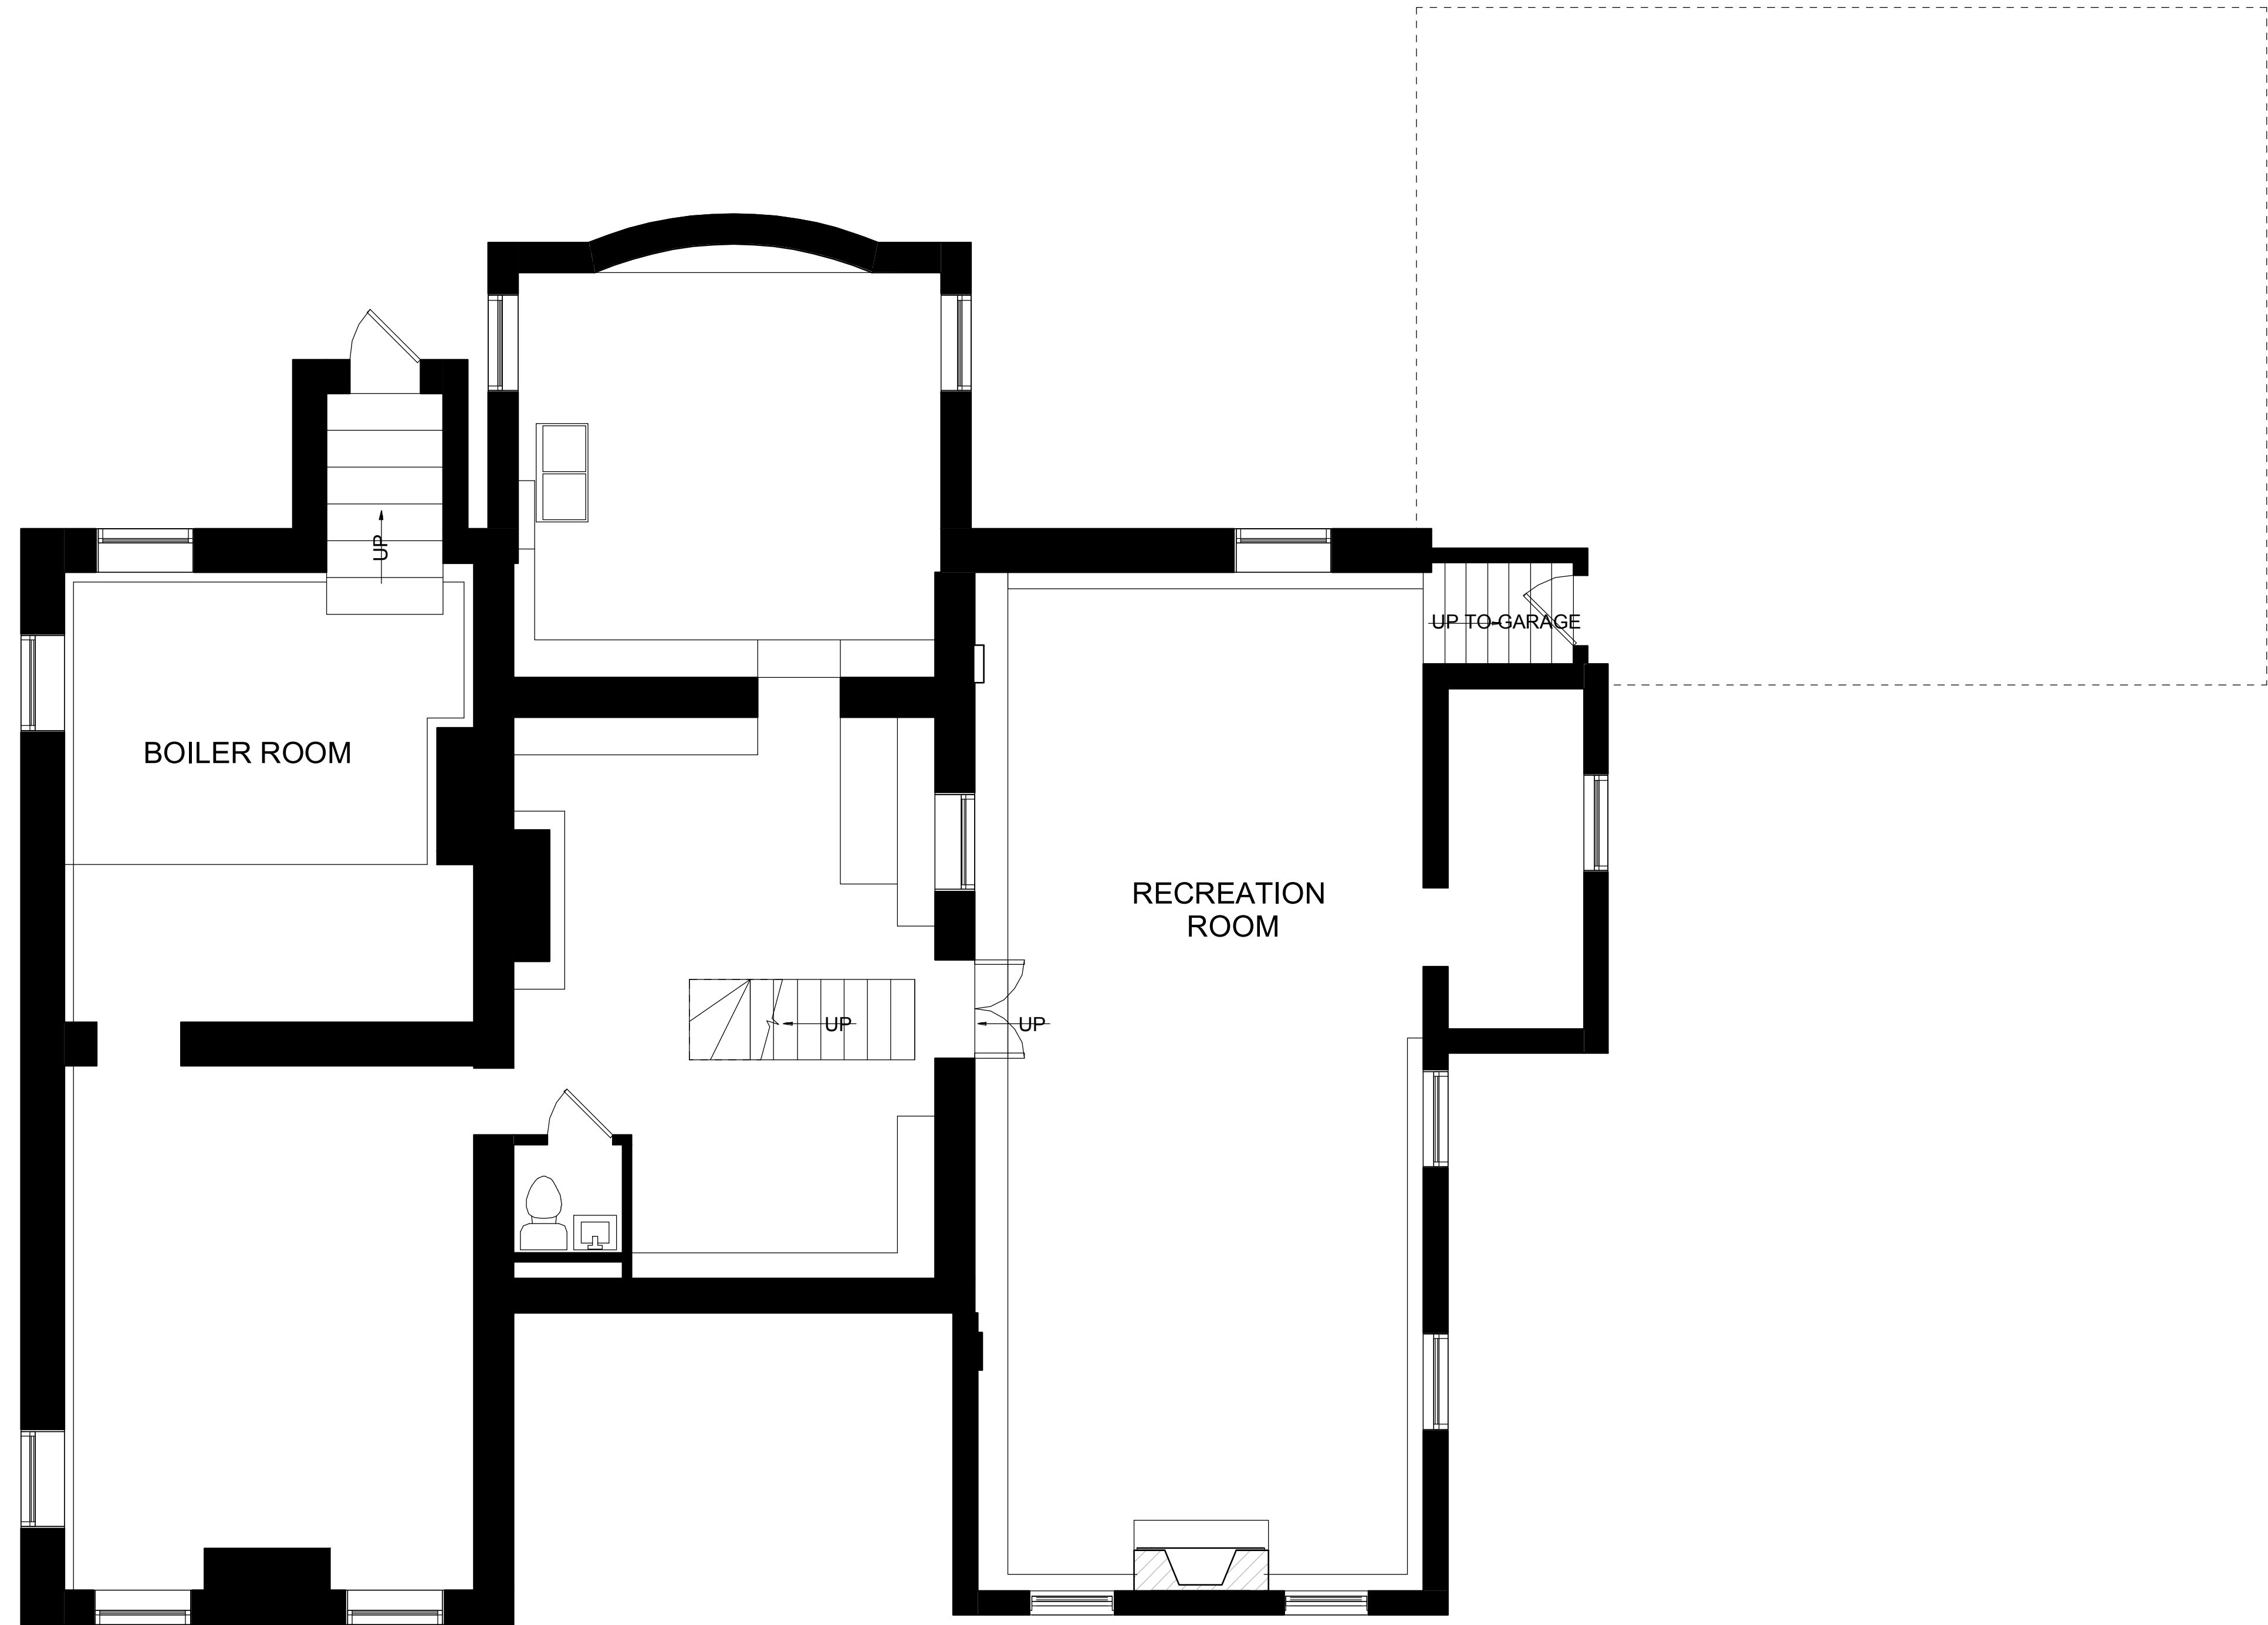 UP
UP TO GARAGE
BOILER ROOM
RECREATION
ROOM
UP
UP